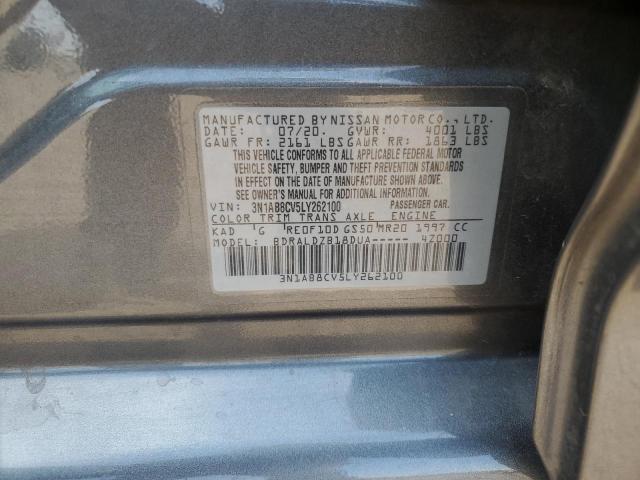 MANUFACTURED BY NISSAN MOTOR CO., LTD.
DATE: 07/20. GVWR: 4001 LBS
GAWR FR: 2161 LBS GAWR RR: 1863 LBS
THIS VEHICLE CONFORMS TO ALL APPLICABLE FEDERAL MOTOR
VEHICLE SAFETY, BUMPER AND THEFT PREVENTION STANDARDS
IN EFFECT ON THE DATE OF MANUFACTURE SHOWN ABOVE.
SEE OWNER'S MANUAL FOR ADDITIONAL INFORMATION.
VIN: 3N1AB8CV5LY262100 PASSENGER CAR.
COLOR TRIM TRANS AXLE ENGINE
KAD G RE0F10D GS50 MR20 1997 CC
MODEL: BDRALDZB18DUA----- 4Z000
3N1AB8CV5LY262100